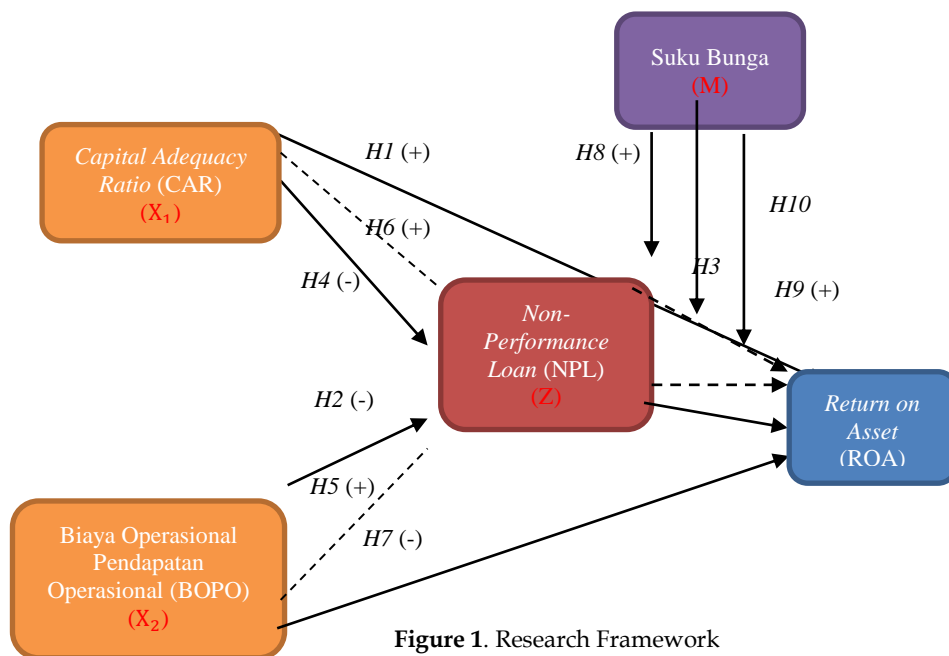 Suku Bunga
(M)
Capital Adequacy
Ratio (CAR)
(X₁)
H1 (+)
H8 (+)
H10
H6 (+)
H3
H4 (-)
H9 (+)
Non-
Performance
Loan (NPL)
(Z)
H2 (-)
Return on
Asset
(ROA)
H5 (+)
H7 (-)
Biaya Operasional
Pendapatan
Operasional (BOPO)
(X₂)
Figure 1. Research Framework